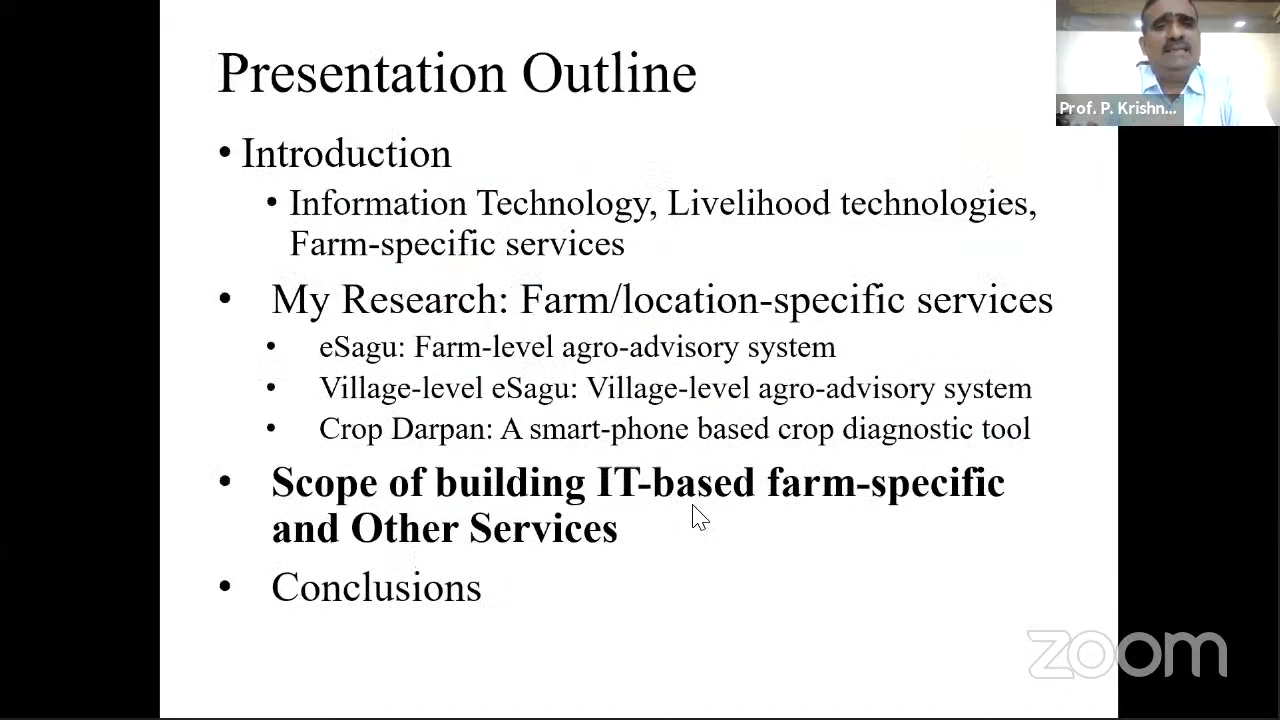 Presentation Outline
• Introduction
• Information Technology, Livelihood technologies,
Farm-specific services
• My Research: Farm/location-specific services
• eSagu: Farm-level agro-advisory system
• Village-level eSagu: Village-level agro-advisory system
• Crop Darpan: A smart-phone based crop diagnostic tool
• Scope of building IT-based farm-specific
and Other Services
• Conclusions
Prof. P. Krishn...
zoom